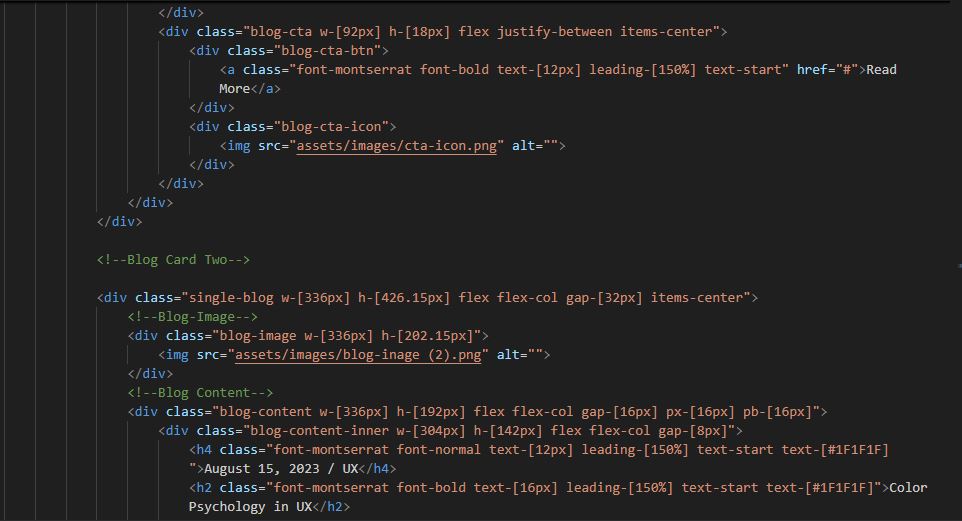 </div>
<div class="blog-cta w-[92px] h-[18px] flex justify-between items-center">
<div class="blog-cta-btn">
<a class="font-montserrat font-bold text-[12px] leading-[150%] text-start" href="#">Read
More</a>
</div>
<div class="blog-cta-icon">
<img src="assets/images/cta-icon.png" alt="">
</div>
</div>
</div>
</div>
<!--Blog Card Two-->
<div class="single-blog w-[336px] h-[426.15px] flex flex-col gap-[32px] items-center">
<!--Blog-Image-->
<div class="blog-image w-[336px] h-[202.15px]">
<img src="assets/images/blog-inage (2).png" alt="">
</div>
<!--Blog Content-->
<div class="blog-content w-[336px] h-[192px] flex flex-col gap-[16px] px-[16px] pb-[16px]">
<div class="blog-content-inner w-[304px] h-[142px] flex flex-col gap-[8px]">
<h4 class="font-montserrat font-normal text-[12px] leading-[150%] text-start text-[#1F1F1F]
">August 15, 2023 / UX</h4>
<h2 class="font-montserrat font-bold text-[16px] leading-[150%] text-start text-[#1F1F1F]">Color
Psychology in UX</h2>